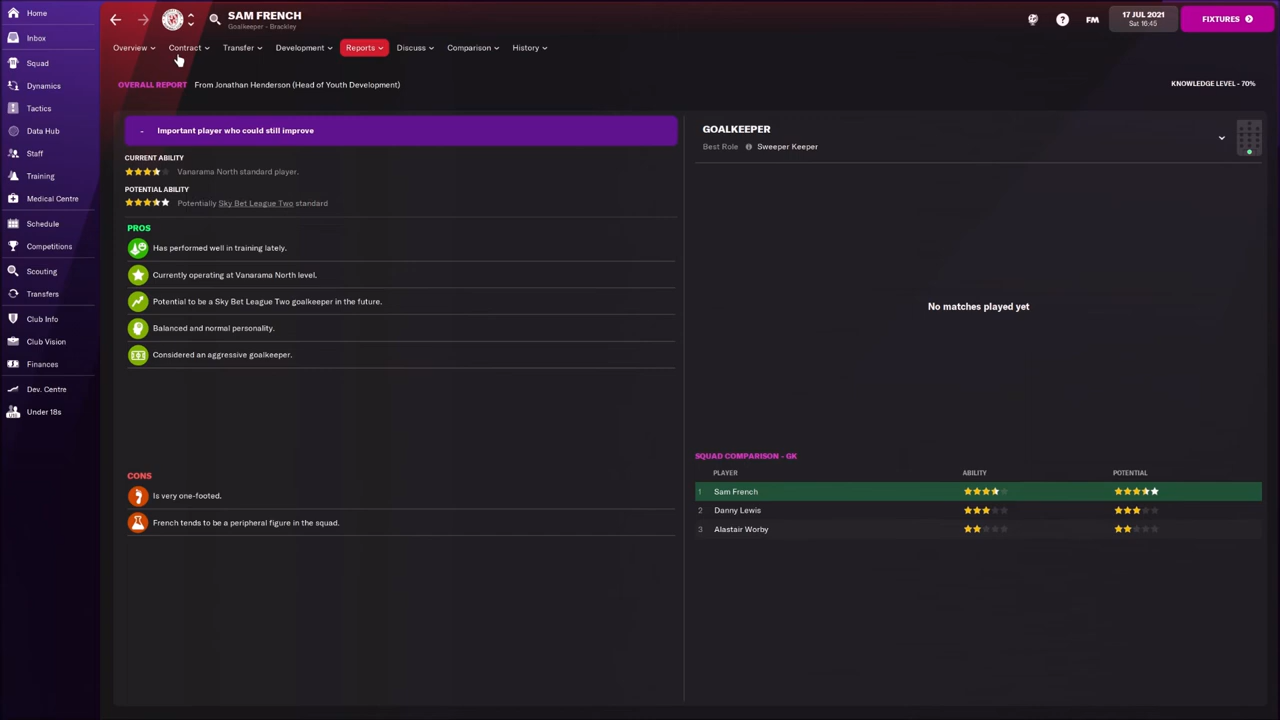 Home
Inbox
Squad
Dynamics
Tactics
Data Hub
Staff
Training
Medical Centre
Schedule
Competitions
Scouting
Transfers
Club Info
Club Vision
Finances
Dev. Centre
Under 18s
SAM FRENCH
Goalkeeper - Brackley
FM
17 JUL 2021
Sat 16:45
FIXTURES
Overview
Contract
Transfer
Development
Reports
Discuss
Comparison
History
OVERALL REPORT From Jonathan Henderson (Head of Youth Development)
KNOWLEDGE LEVEL - 70%
- Important player who could still improve
CURRENT ABILITY
Vanarama North standard player.
POTENTIAL ABILITY
Potentially Sky Bet League Two standard
PROS
Has performed well in training lately.
Currently operating at Vanarama North level.
Potential to be a Sky Bet League Two goalkeeper in the future.
Balanced and normal personality.
Considered an aggressive goalkeeper.
CONS
Is very one-footed.
French tends to be a peripheral figure in the squad.
GOALKEEPER
Best Role Sweeper Keeper
No matches played yet
SQUAD COMPARISON - GK
PLAYER ABILITY POTENTIAL
1 Sam French
2 Danny Lewis
3 Alastair Worby